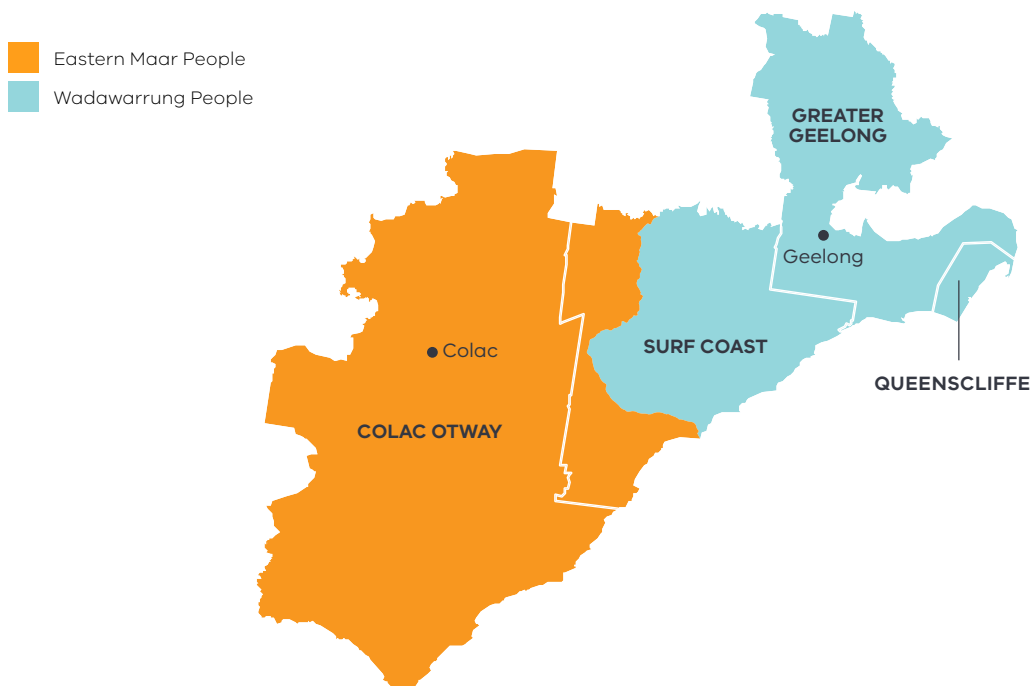 Eastern Maar People
Wadawarrung People
GREATER
GEELONG
Geelong
SURF COAST
Colac
QUEENSCLIFFE
COLAC OTWAY